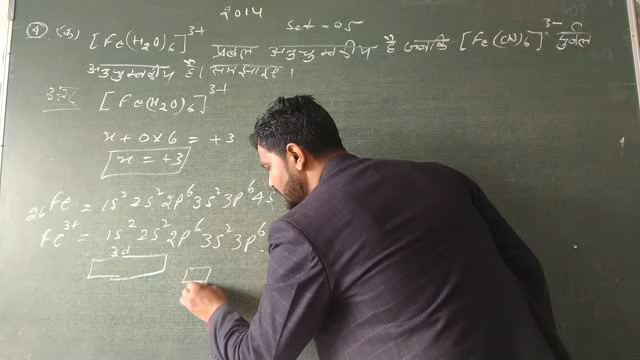 2014
Set = 05
④ (क) [Fe(H₂O)₆]³⁺ प्रबल अनुचुम्बकीय है जबकि [Fe(CN)₆]³⁻ दुर्बल
अनुचुम्बकीय है। समझाइए।
उत्तर [Fe(H₂O)₆]³⁺
x + 0×6 = +3
x = +3
₂₆Fe = 1s² 2s² 2p⁶ 3s² 3p⁶ 4s
Fe³⁺ = 1s² 2s² 2p⁶ 3s² 3p⁶
3d